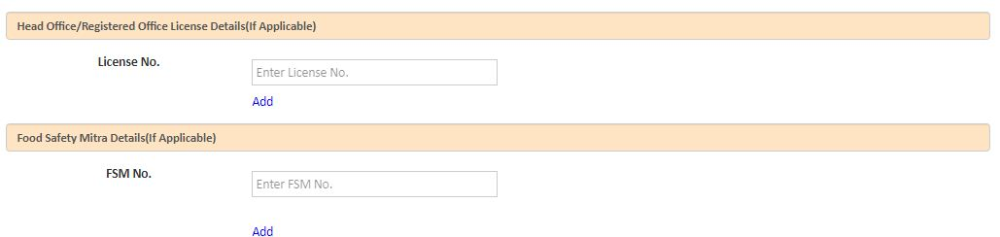 Head Office/Registered Office License Details(If Applicable)
License No.
Enter License No.
Add
Food Safety Mitra Details(If Applicable)
FSM No.
Enter FSM No.
Add